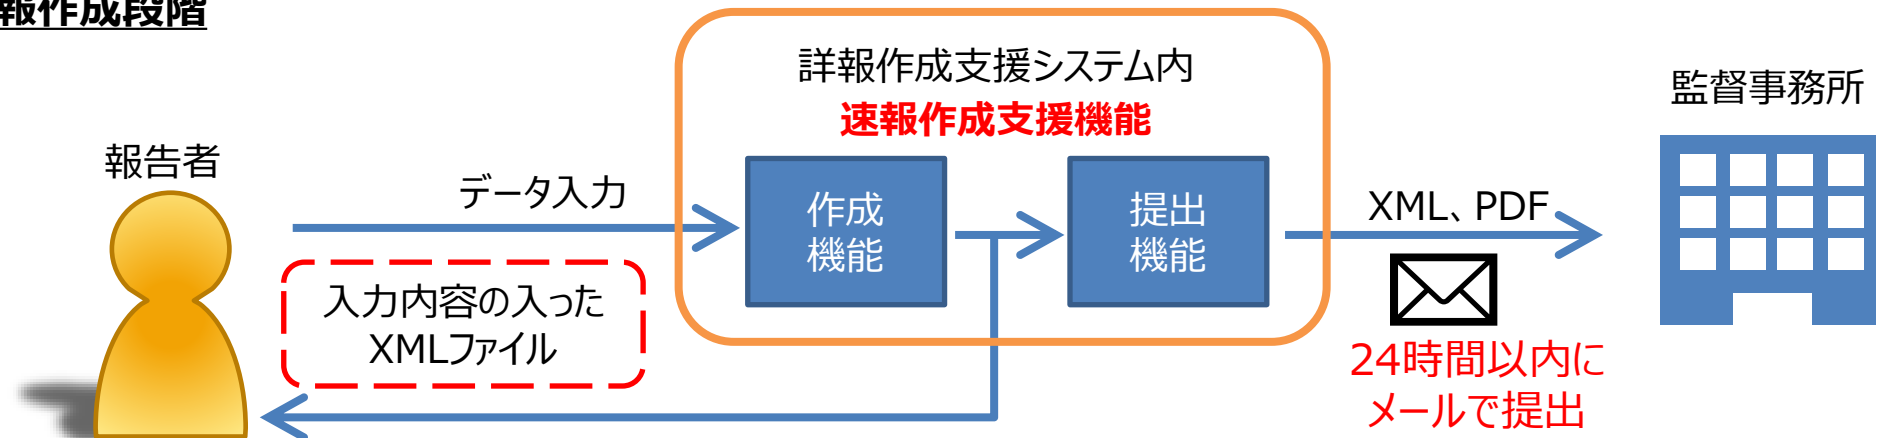 報作成段階
詳報作成支援システム内
速報作成支援機能
監督事務所
報告者
データ入力
作成
機能
提出
機能
XML、PDF
入力内容の入った
XMLファイル
24時間以内に
メールで提出